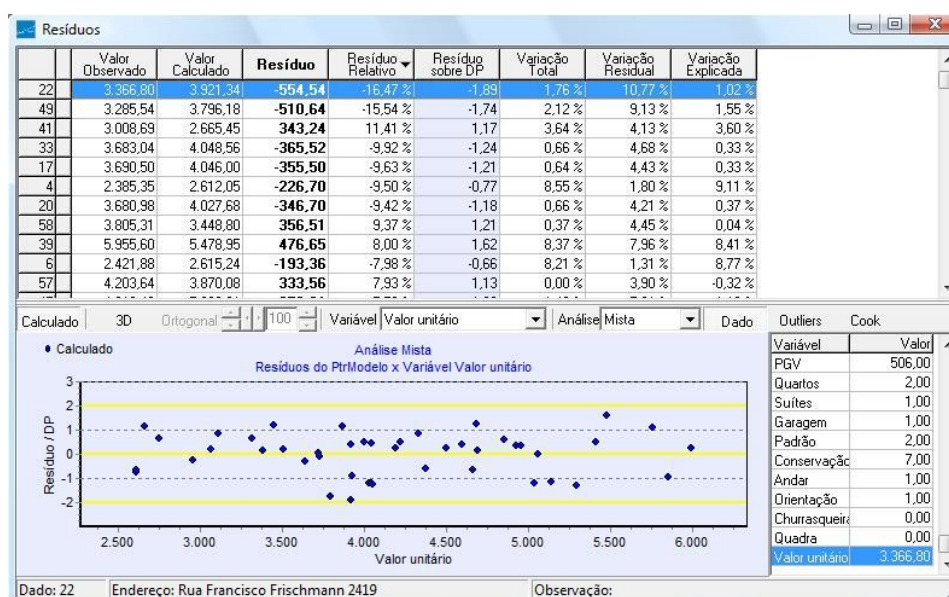 Resíduos
Valor Observado Valor Calculado Resíduo Resíduo Relativo Resíduo sobre DP Variação Total Variação Residual Variação Explicada
22 3.366,80 3.921,34 -554,54 -16,47 % -1,89 1,76 % 10,77 % 1,02 %
49 3.285,54 3.796,18 -510,64 -15,54 % -1,74 2,12 % 9,13 % 1,55 %
41 3.008,69 2.665,45 343,24 11,41 % 1,17 3,64 % 4,13 % 3,60 %
33 3.683,04 4.048,56 -365,52 -9,92 % -1,24 0,66 % 4,68 % 0,33 %
17 3.690,50 4.046,00 -355,50 -9,63 % -1,21 0,64 % 4,43 % 0,33 %
4 2.385,35 2.612,05 -226,70 -9,50 % -0,77 8,55 % 1,80 % 9,11 %
20 3.680,98 4.027,68 -346,70 -9,42 % -1,18 0,66 % 4,21 % 0,37 %
58 3.805,31 3.448,80 356,51 9,37 % 1,21 0,37 % 4,45 % 0,04 %
39 5.955,60 5.478,95 476,65 8,00 % 1,62 8,37 % 7,96 % 8,41 %
6 2.421,88 2.615,24 -193,36 -7,98 % -0,66 8,21 % 1,31 % 8,77 %
57 4.203,64 3.870,08 333,56 7,93 % 1,13 0,00 % 3,90 % -0,32 %
Calculado 3D Ortogonal 100 Variável Valor unitário Análise Mista Dado Outliers Cook
Calculado
Análise Mista
Resíduos do PtrModelo x Variável Valor unitário
Resíduo / DP
3
2
1
0
-1
-2
2.500 3.000 3.500 4.000 4.500 5.000 5.500 6.000
Valor unitário
Variável Valor
PGV 506,00
Quartos 2,00
Suítes 1,00
Garagem 1,00
Padrão 2,00
Conservação 7,00
Andar 1,00
Orientação 1,00
Churrasqueira 0,00
Quadra 0,00
Valor unitário 3.366,80
Dado: 22 Endereço: Rua Francisco Frischmann 2419 Observação: